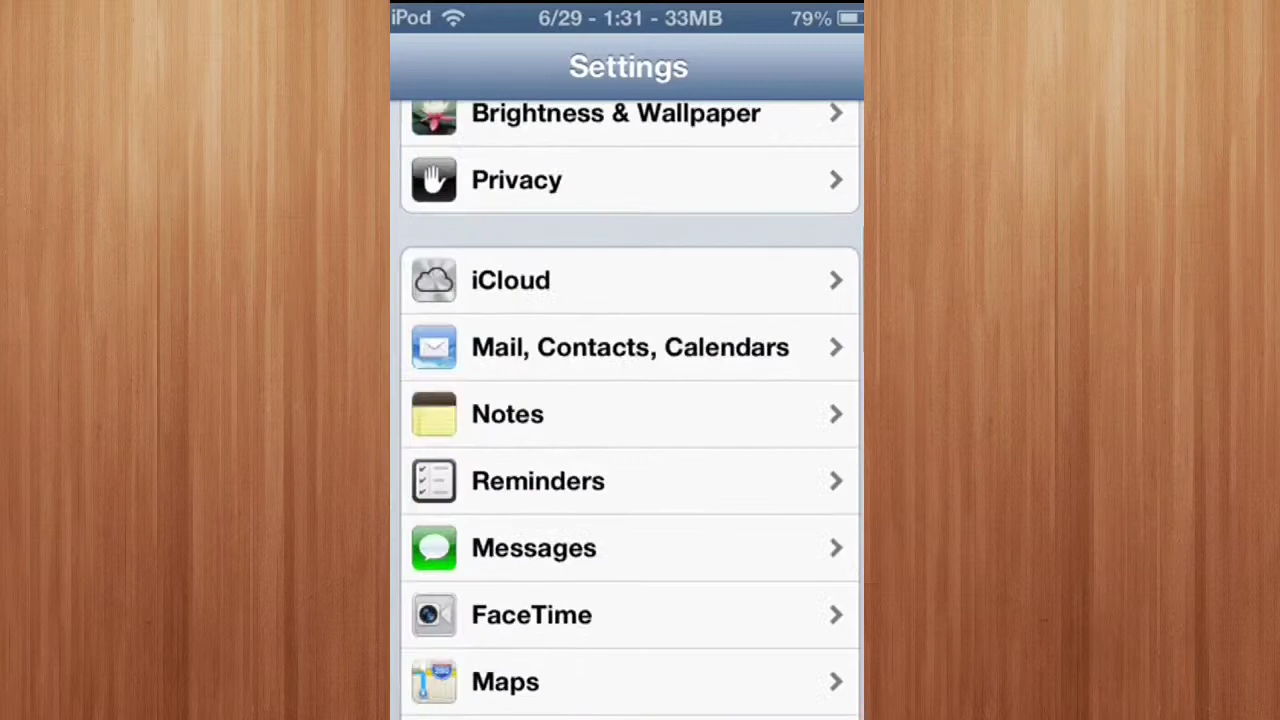 iPod 6/29 - 1:31 - 33MB 79%
Settings
Brightness & Wallpaper
Privacy
iCloud
Mail, Contacts, Calendars
Notes
Reminders
Messages
FaceTime
Maps